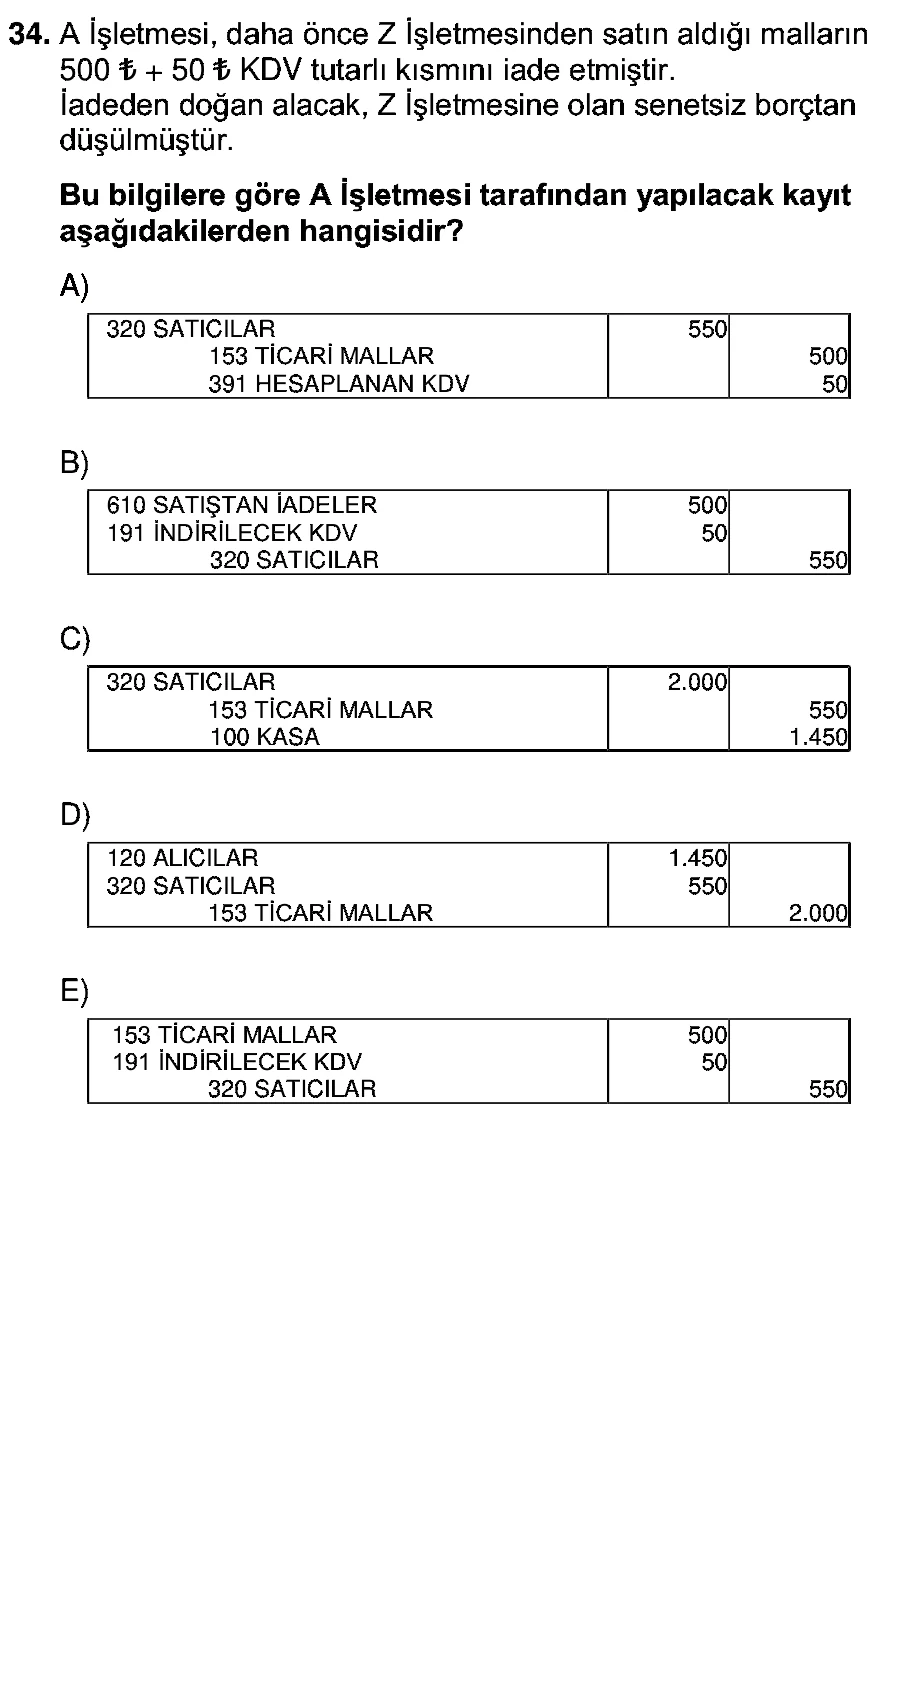 34. A İşletmesi, daha önce Z İşletmesinden satın aldığı malların
500 ₺ + 50 ₺ KDV tutarlı kısmını iade etmiştir.
İadeden doğan alacak, Z İşletmesine olan senetsiz borçtan
düşülmüştür.
Bu bilgilere göre A İşletmesi tarafından yapılacak kayıt
aşağıdakilerden hangisidir?
A)
320 SATICILAR 550
153 TİCARİ MALLAR 500
391 HESAPLANAN KDV 50
B)
610 SATIŞTAN İADELER 500
191 İNDİRİLECEK KDV 50
320 SATICILAR 550
C)
320 SATICILAR 2.000
153 TİCARİ MALLAR 550
100 KASA 1.450
D)
120 ALICILAR 1.450
320 SATICILAR 550
153 TİCARİ MALLAR 2.000
E)
153 TİCARİ MALLAR 500
191 İNDİRİLECEK KDV 50
320 SATICILAR 550